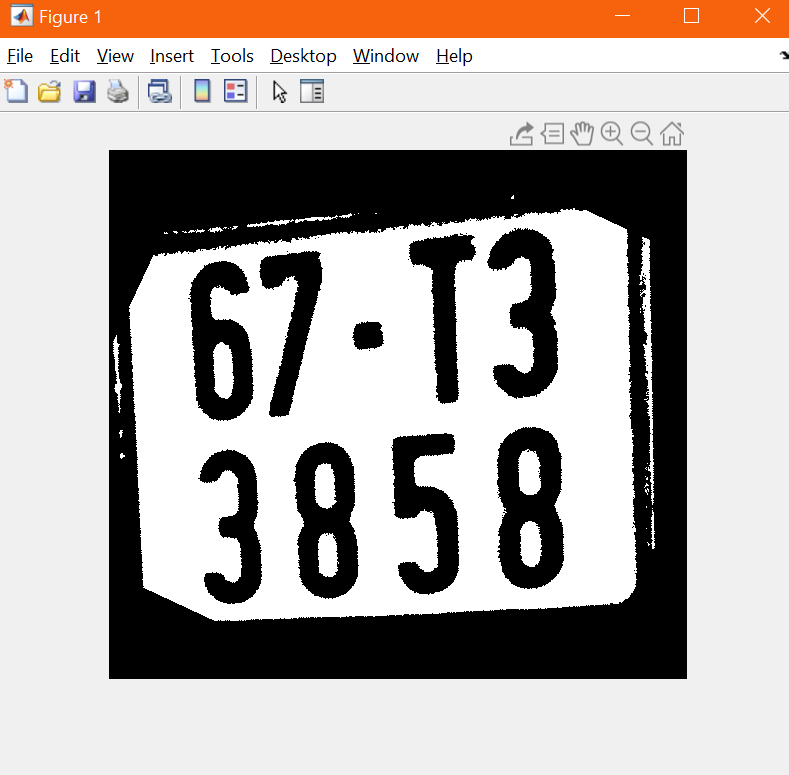 Figure 1
File Edit View Insert Tools Desktop Window Help
67-T3
3858